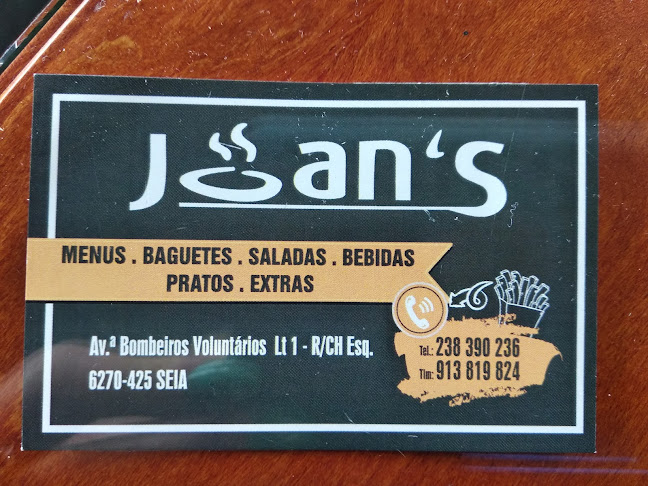 Joan's
MENUS . BAGUETES . SALADAS . BEBIDAS
PRATOS . EXTRAS
Av.ª Bombeiros Voluntários Lt 1 - R/CH Esq.
6270-425 SEIA
Tel.: 238 390 236
Tlm: 913 819 824